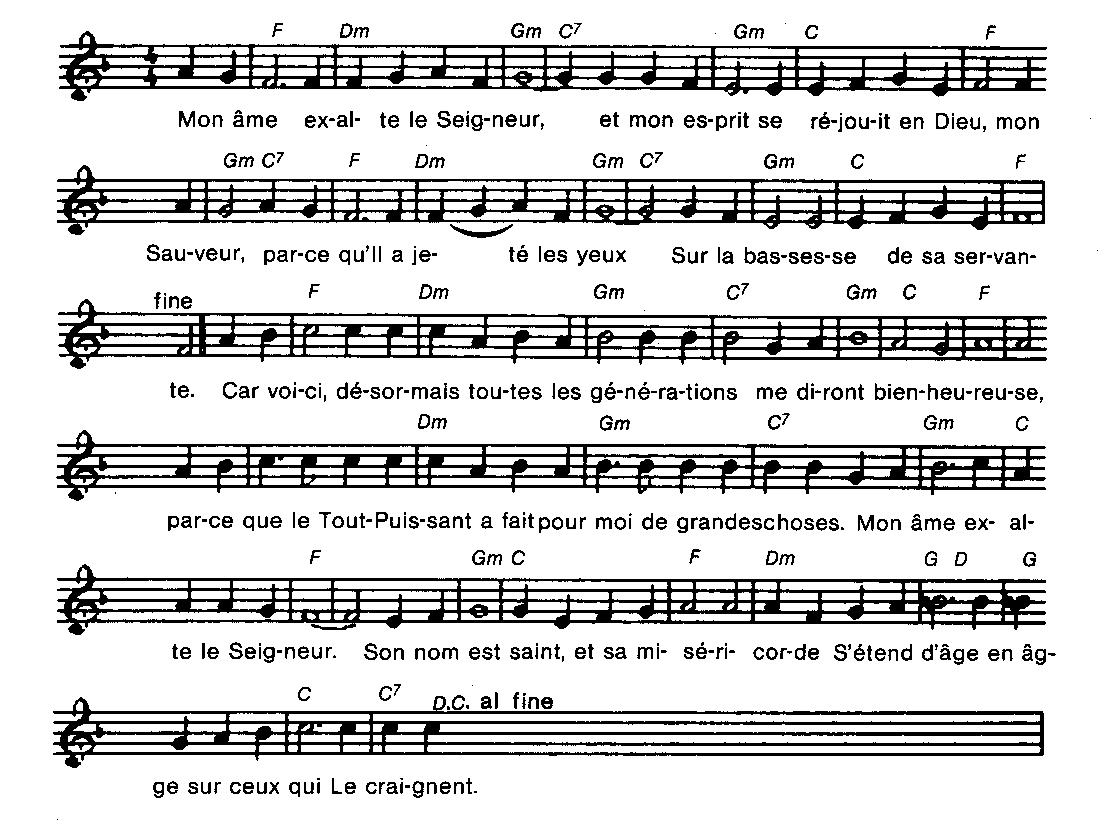 F Dm Gm C7 Gm C F
Mon âme ex-al- te le Seig-neur, et mon es-prit se ré-jou-it en Dieu, mon
Gm C7 F Dm Gm C7 Gm C F
Sau-veur, par-ce qu'Il a je- té les yeux Sur la bas-ses-se de sa ser-van-
fine F Dm Gm C7 Gm C F
te. Car voi-ci, dé-sor-mais tou-tes les gé-né-ra-tions me di-ront bien-heu-reu-se,
Dm Gm C7 Gm C
par-ce que le Tout-Puis-sant a fait pour moi de grandeschoses. Mon âme ex- al-
F Gm C F Dm G D G
te le Seig-neur. Son nom est saint, et sa mi- sé-ri- cor-de S'étend d'âge en âg-
C C7 D.C. al fine
ge sur ceux qui Le crai-gnent.